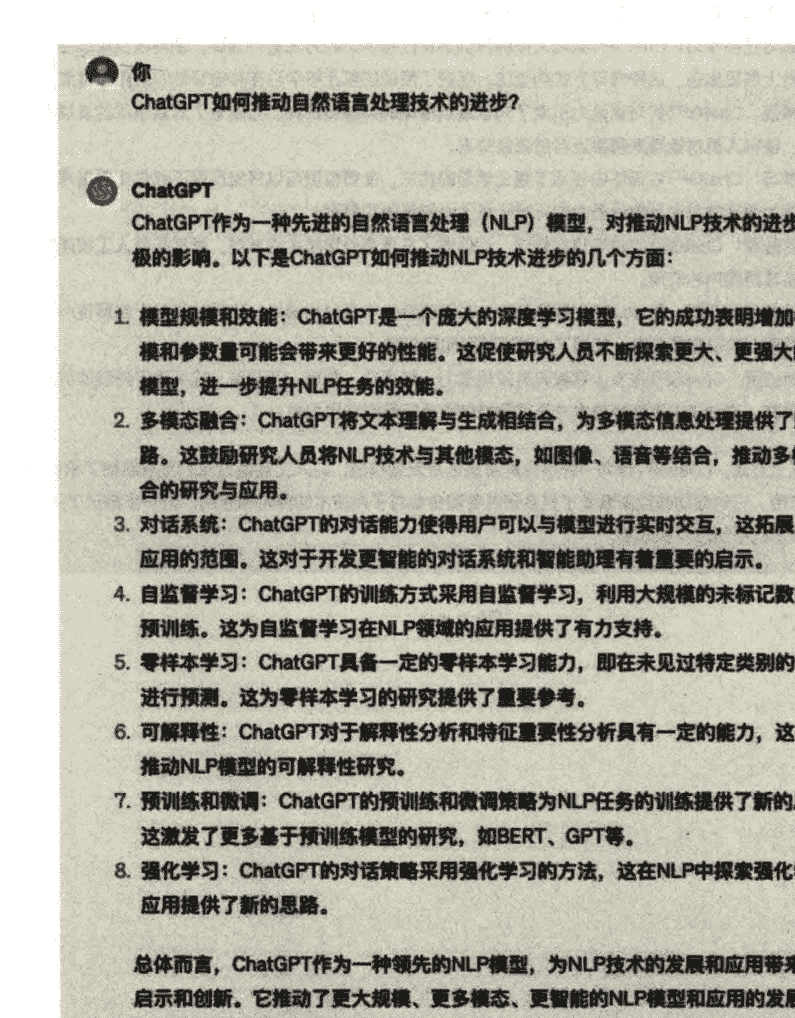 你
ChatGPT如何推动自然语言处理技术的进步？
ChatGPT
ChatGPT作为一种先进的自然语言处理（NLP）模型，对推动NLP技术的进步
极的影响。以下是ChatGPT如何推动NLP技术进步的几个方面：
1. 模型规模和效能：ChatGPT是一个庞大的深度学习模型，它的成功表明增加
模和参数量可能会带来更好的性能。这促使研究人员不断探索更大、更强大
模型，进一步提升NLP任务的效能。
2. 多模态融合：ChatGPT将文本理解与生成相结合，为多模态信息处理提供了
路。这鼓励研究人员将NLP技术与其他模态，如图像、语音等结合，推动多
合的研究与应用。
3. 对话系统：ChatGPT的对话能力使得用户可以与模型进行实时交互，这拓展
应用的范围。这对于开发更智能的对话系统和智能助理有着重要的启示。
4. 自监督学习：ChatGPT的训练方式采用自监督学习，利用大规模的未标记数
预训练。这为自监督学习在NLP领域的应用提供了有力支持。
5. 零样本学习：ChatGPT具备一定的零样本学习能力，即在未见过特定类别的
进行预测。这为零样本学习的研究提供了重要参考。
6. 可解释性：ChatGPT对于解释性分析和特征重要性分析具有一定的能力，这
推动NLP模型的可解释性研究。
7. 预训练和微调：ChatGPT的预训练和微调策略为NLP任务的训练提供了新的
这激发了更多基于预训练模型的研究，如BERT、GPT等。
8. 强化学习：ChatGPT的对话策略采用强化学习的方法，这在NLP中探索强化
应用提供了新的思路。
总体而言，ChatGPT作为一种领先的NLP模型，为NLP技术的发展和应用带来
启示和创新。它推动了更大规模、更多模态、更智能的NLP模型和应用的发展